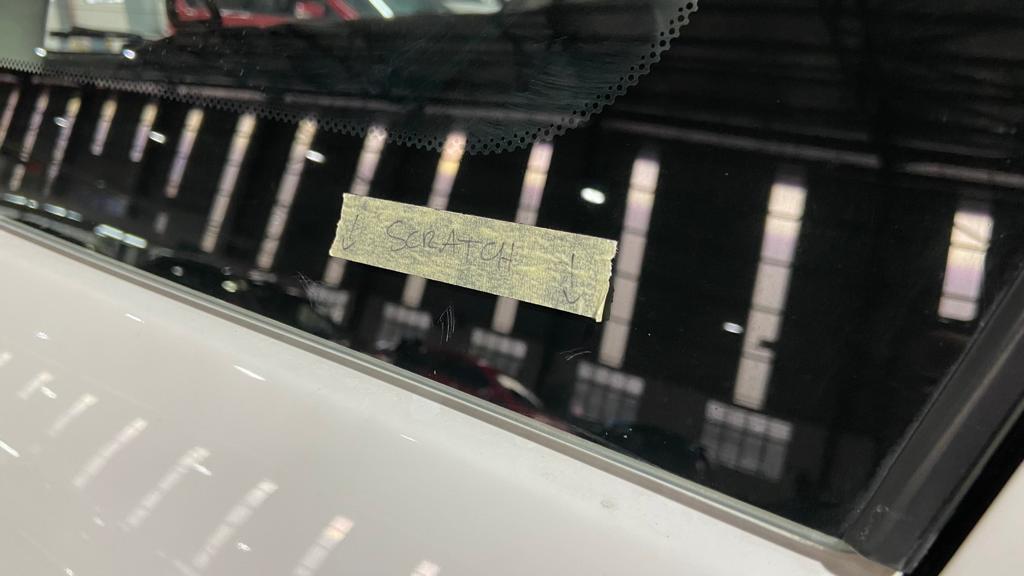 ↓ SCRATCH ↓